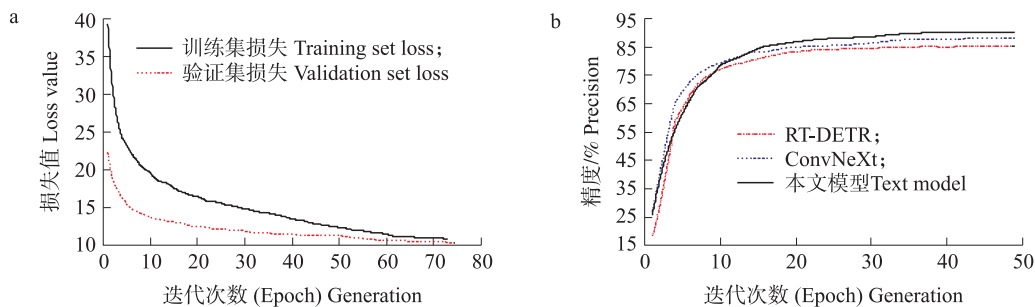 a
40
35
30
25
20
15
10
损失值 Loss value
训练集损失 Training set loss；
验证集损失 Validation set loss
0 10 20 30 40 50 60 70 80
迭代次数 (Epoch) Generation
b
95
85
75
65
55
45
35
25
15
精度/% Precision
RT-DETR；
ConvNeXt；
本文模型Text model
0 10 20 30 40 50
迭代次数 (Epoch) Generation